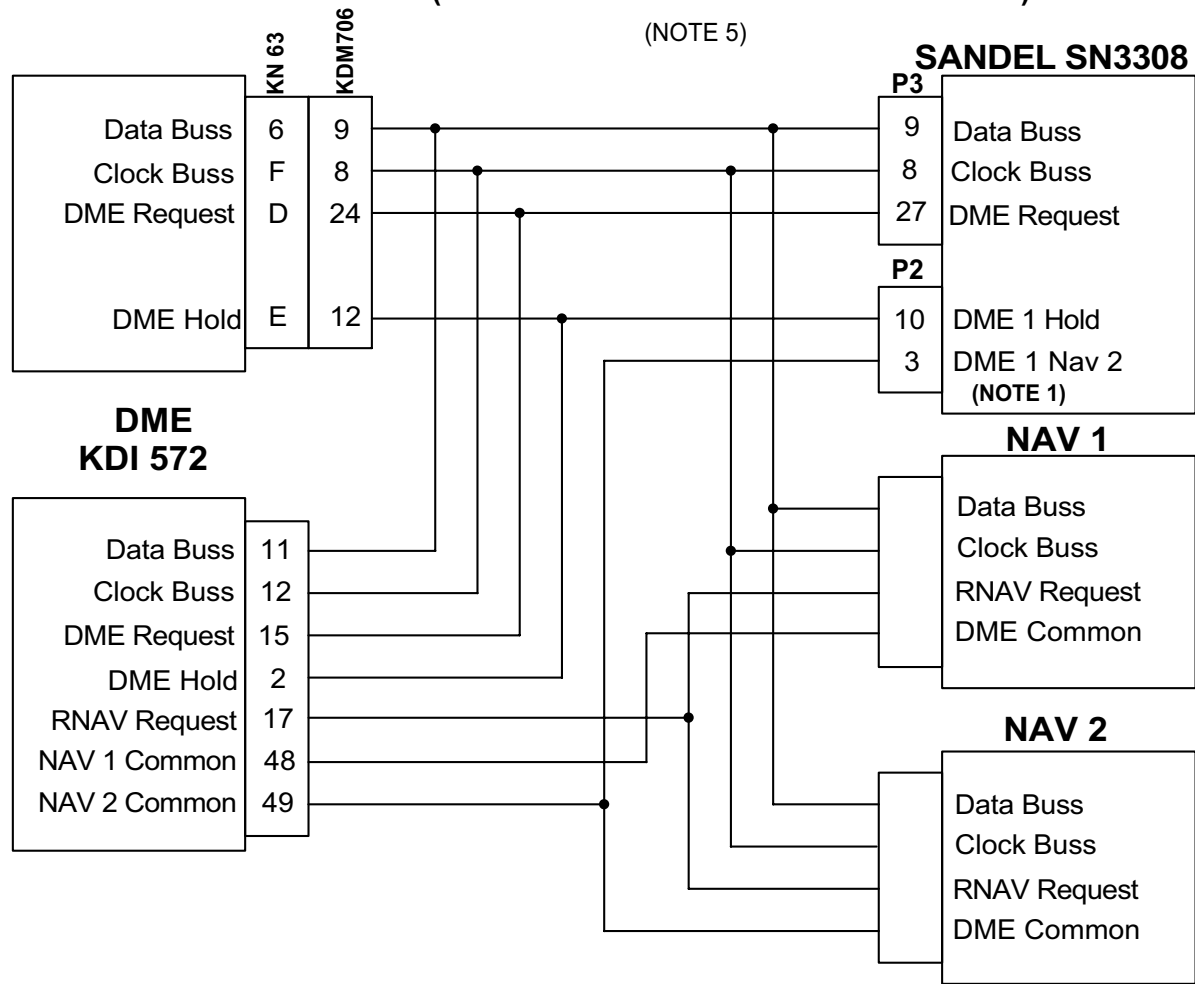 (NOTE 5)
KN 63
KDM706
Data Buss 6 9
Clock Buss F 8
DME Request D 24
DME Hold E 12
SANDEL SN3308
P3
9 Data Buss
8 Clock Buss
27 DME Request
P2
10 DME 1 Hold
3 DME 1 Nav 2
(NOTE 1)
DME
KDI 572
Data Buss 11
Clock Buss 12
DME Request 15
DME Hold 2
RNAV Request 17
NAV 1 Common 48
NAV 2 Common 49
NAV 1
Data Buss
Clock Buss
RNAV Request
DME Common
NAV 2
Data Buss
Clock Buss
RNAV Request
DME Common